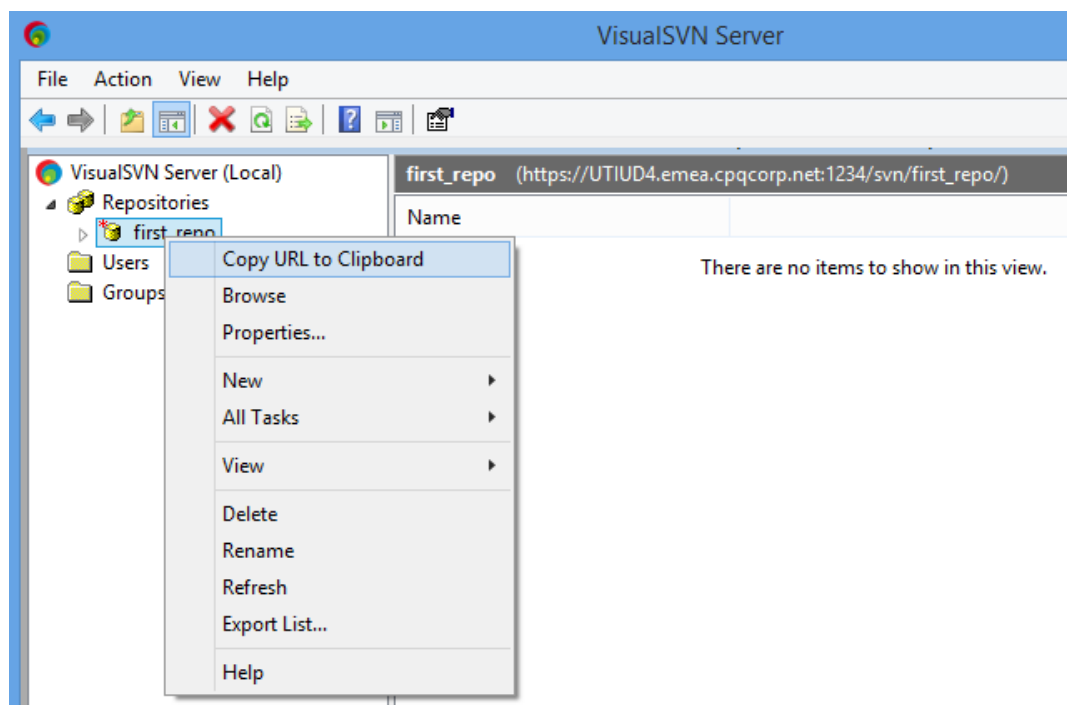 VisualSVN Server
File Action View Help
VisualSVN Server (Local)
Repositories
first_repo
Users
Groups
first_repo (https://UTIUD4.emea.cpqcorp.net:1234/svn/first_repo/)
Name
There are no items to show in this view.
Copy URL to Clipboard
Browse
Properties...
New
All Tasks
View
Delete
Rename
Refresh
Export List...
Help